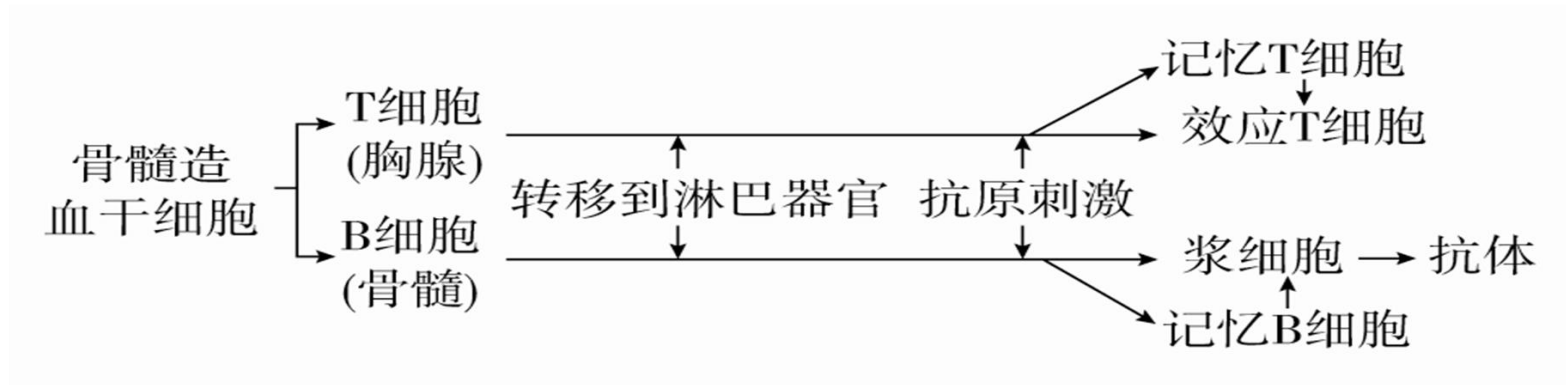 骨髓造
血干细胞
T细胞
(胸腺)
B细胞
(骨髓)
转移到淋巴器官
抗原刺激
记忆T细胞
效应T细胞
浆细胞
抗体
记忆B细胞